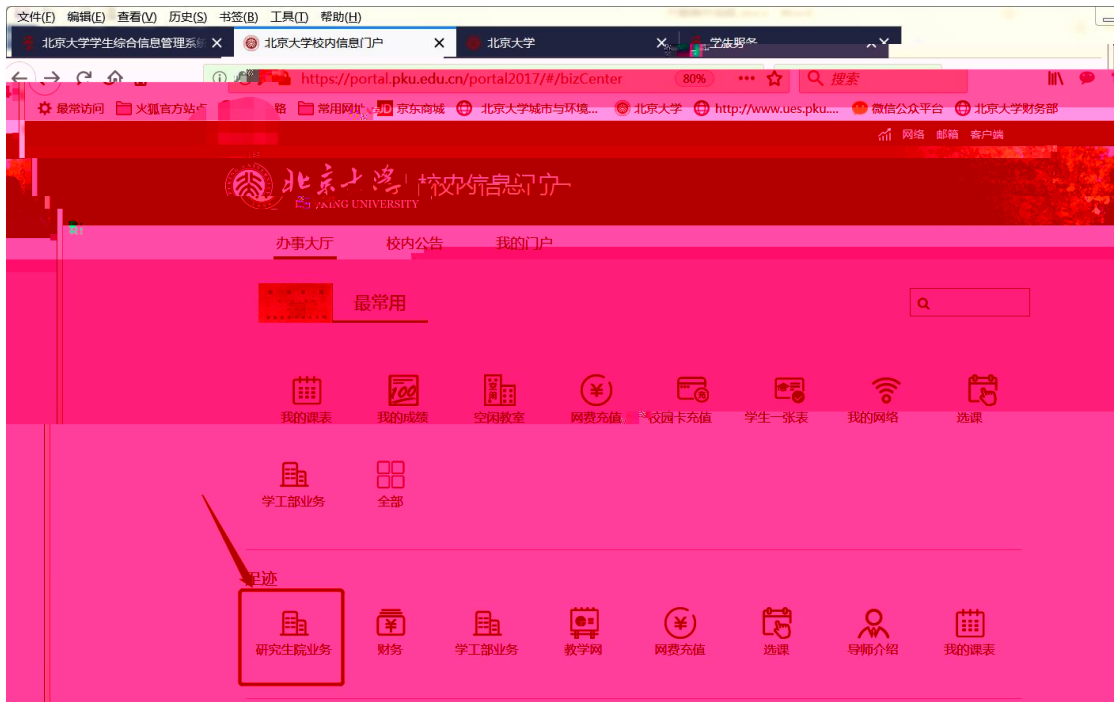 文件(F) 编辑(E) 查看(V) 历史(S) 书签(B) 工具(T) 帮助(H)
北京大学学生综合信息管理系统 北京大学校内信息门户 北京大学
https://portal.pku.edu.cn/portal2017/#/bizCenter 80% 搜索
最常访问 火狐官方站点 常用网址 JD 京东商城 北京大学城市与环境... 北京大学 http://www.ues.pku.... 微信公众平台 北京大学财务部
网络 邮箱 客户端
北京大学 校内信息门户
UNIVERSITY
办事大厅 校内公告 我的门户
最常用
我的课表 我的成绩 空闲教室 网费充值 校园卡充值 学生一张表 我的网络 选课
学工部业务 全部
足迹
研究生院业务 财务 学工部业务 教学网 网费充值 选课 导师介绍 我的课表